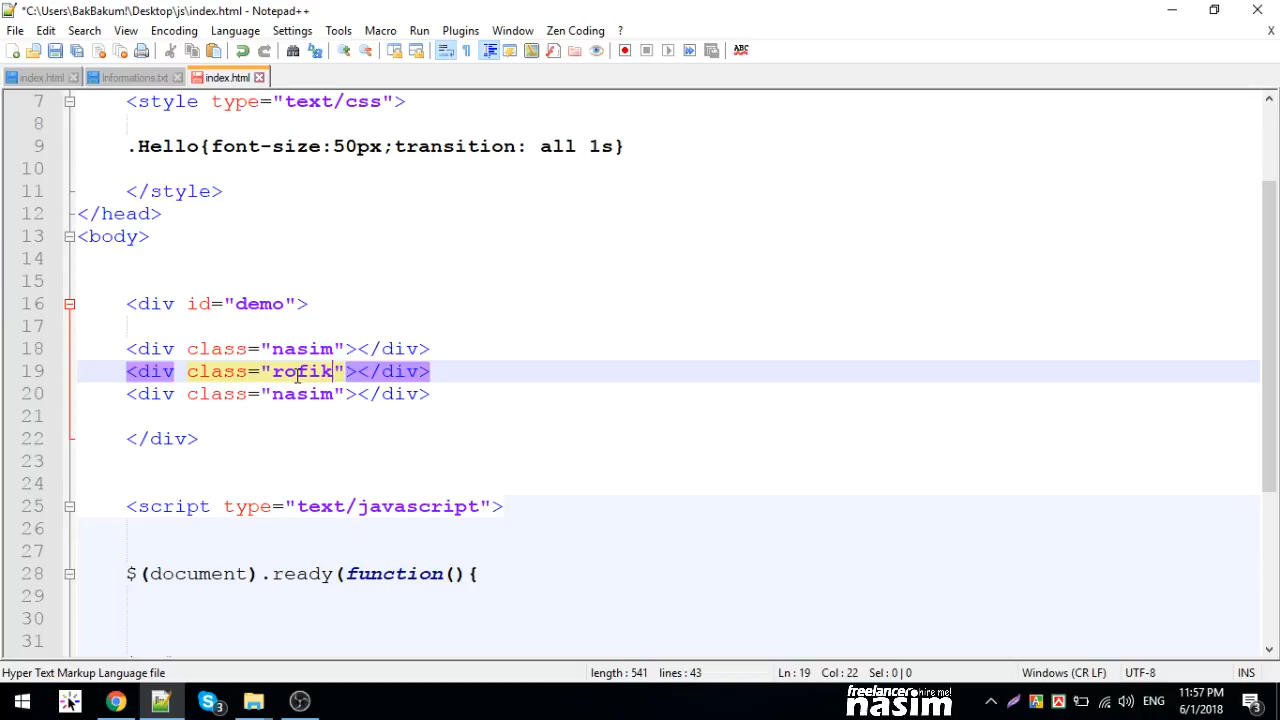 *C:\Users\BakBakum!\Desktop\js\index.html - Notepad++
File Edit Search View Encoding Language Settings Tools Macro Run Plugins Window Zen Coding ? X
index.html Informations.txt index.html
7 <style type="text/css">
8
9 .Hello{font-size:50px;transition: all 1s}
10
11 </style>
12 </head>
13 <body>
14
15
16 <div id="demo">
17
18 <div class="nasim"></div>
19 <div class="rofik"></div>
20 <div class="nasim"></div>
21
22 </div>
23
24
25 <script type="text/javascript">
26
27
28 $(document).ready(function(){
29
30
31
Hyper Text Markup Language file length : 541 lines : 43 Ln : 19 Col : 22 Sel : 0 | 0 Windows (CR LF) UTF-8 INS
ENG 11:57 PM
6/1/2018
freelancer hire me!
nasim